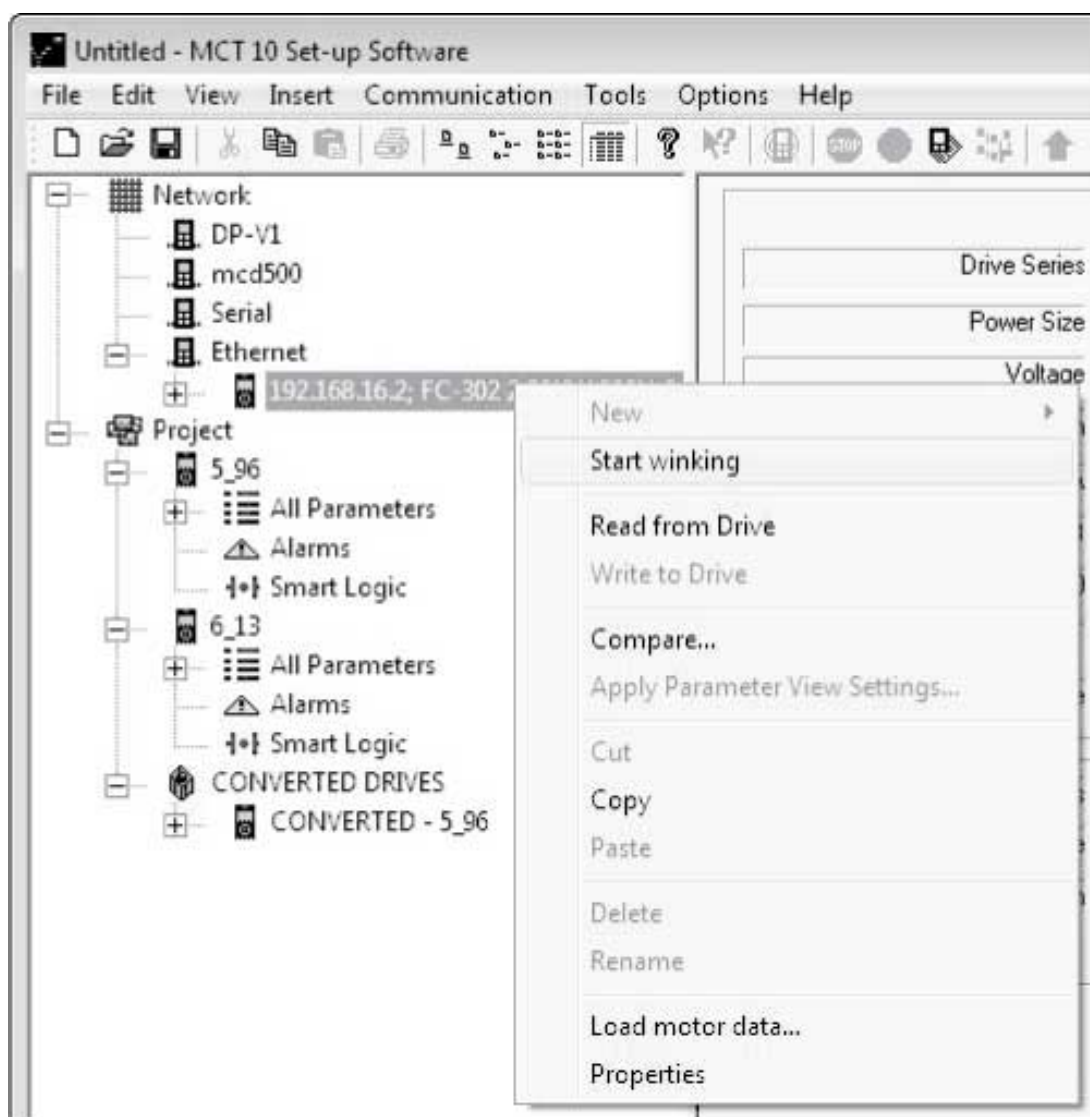 Untitled - MCT 10 Set-up Software
File Edit View Insert Communication Tools Options Help
STOP
Network
DP-V1
mcd500
Serial
Ethernet
192.168.16.2; FC-302
Project
5_96
All Parameters
Alarms
Smart Logic
6_13
All Parameters
Alarms
Smart Logic
CONVERTED DRIVES
CONVERTED - 5_96
Drive Series
Power Size
Voltage
New
Start winking
Read from Drive
Write to Drive
Compare...
Apply Parameter View Settings...
Cut
Copy
Paste
Delete
Rename
Load motor data...
Properties